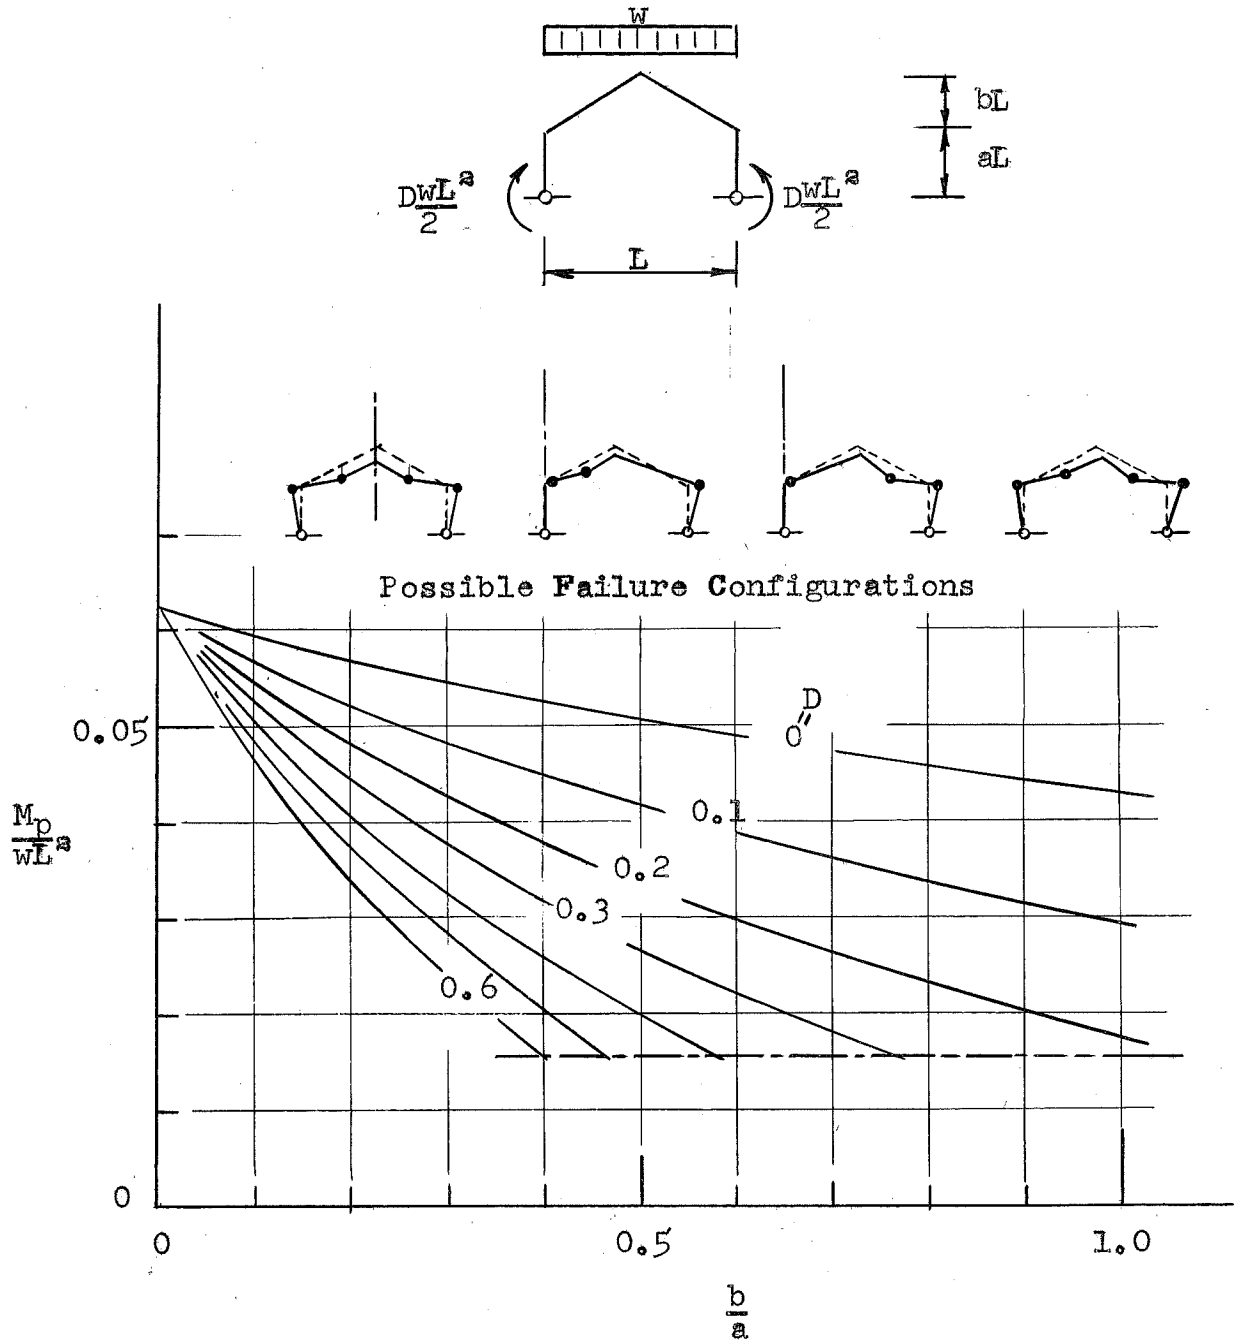 w
bL
aL
DwL²/2
DwL²/2
L
Possible Failure Configurations
D
=
0
0.05
0.1
Mp/wL²
0.2
0.3
0.6
0
0
0.5
1.0
b/a